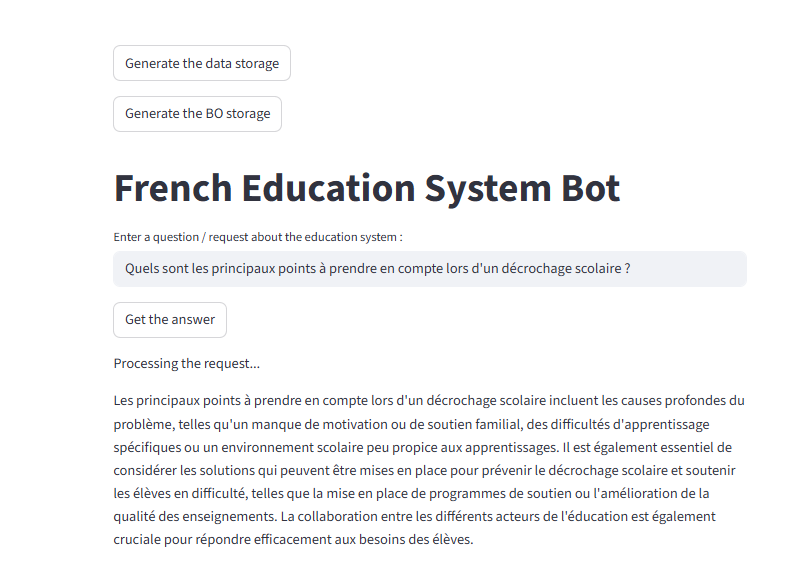 Generate the data storage
Generate the BO storage
French Education System Bot
Enter a question / request about the education system :
Quels sont les principaux points à prendre en compte lors d'un décrochage scolaire ?
Get the answer
Processing the request...
Les principaux points à prendre en compte lors d'un décrochage scolaire incluent les causes profondes du
problème, telles qu'un manque de motivation ou de soutien familial, des difficultés d'apprentissage
spécifiques ou un environnement scolaire peu propice aux apprentissages. Il est également essentiel de
considérer les solutions qui peuvent être mises en place pour prévenir le décrochage scolaire et soutenir
les élèves en difficulté, telles que la mise en place de programmes de soutien ou l'amélioration de la
qualité des enseignements. La collaboration entre les différents acteurs de l'éducation est également
cruciale pour répondre efficacement aux besoins des élèves.